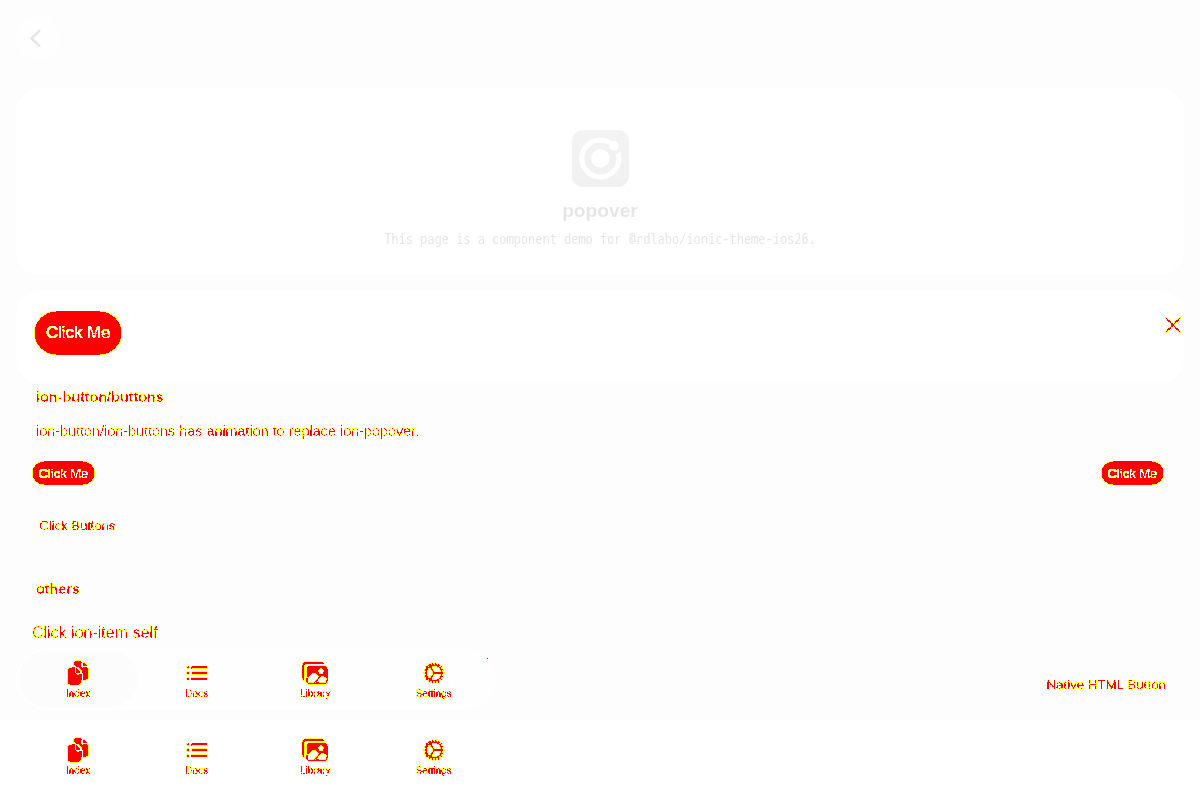 popover
This page is a component demo for @rdlabo/ionic-theme-ios26.
Click Me
ion-button/buttons
ion-button/ion-buttons has animation to replace ion-popover.
Click Me Click Me
Click Buttons
others
Click ion-item self
Native HTML Button
Index Docs Library Settings
Index Docs Library Settings